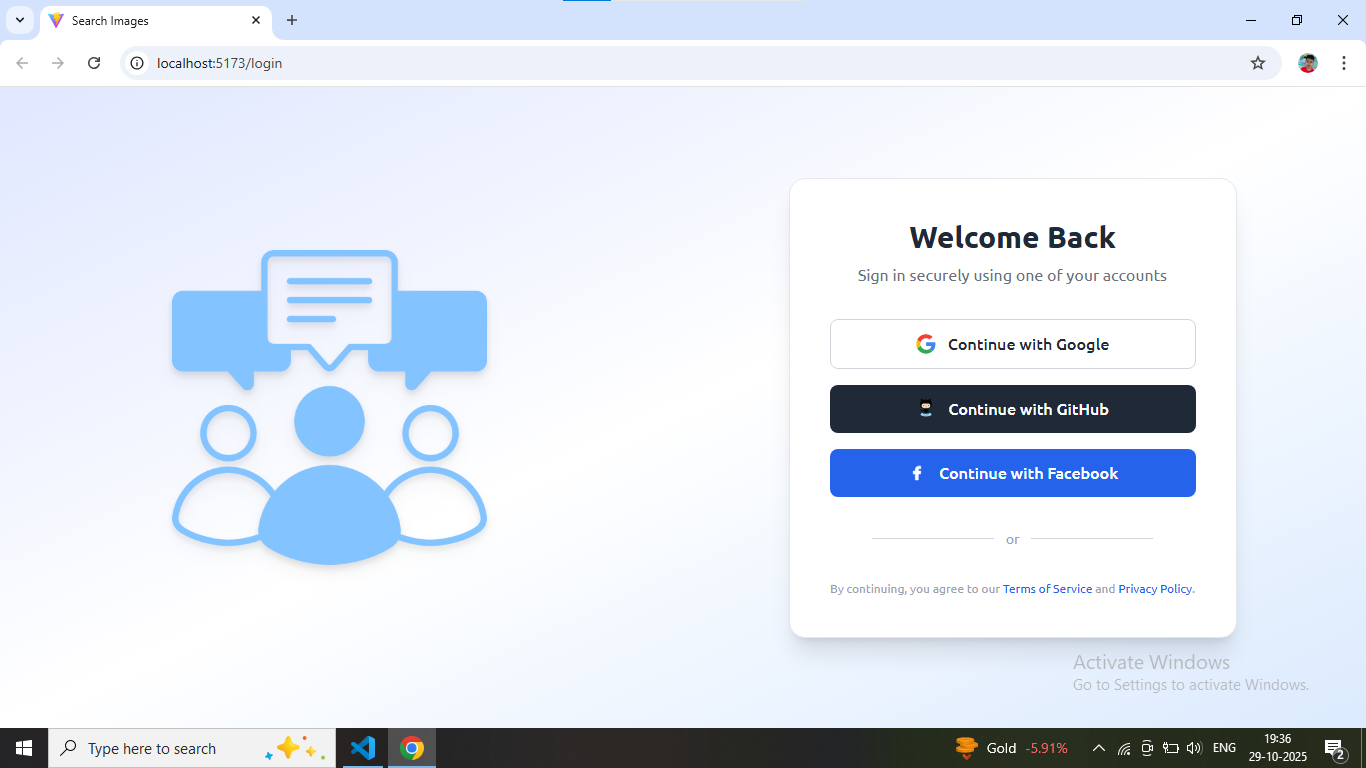 Search Images
localhost:5173/login
Welcome Back
Sign in securely using one of your accounts
Continue with Google
Continue with GitHub
Continue with Facebook
or
By continuing, you agree to our Terms of Service and Privacy Policy.
Activate Windows
Go to Settings to activate Windows.
Type here to search
Gold -5.91%
ENG
19:36
29-10-2025
2